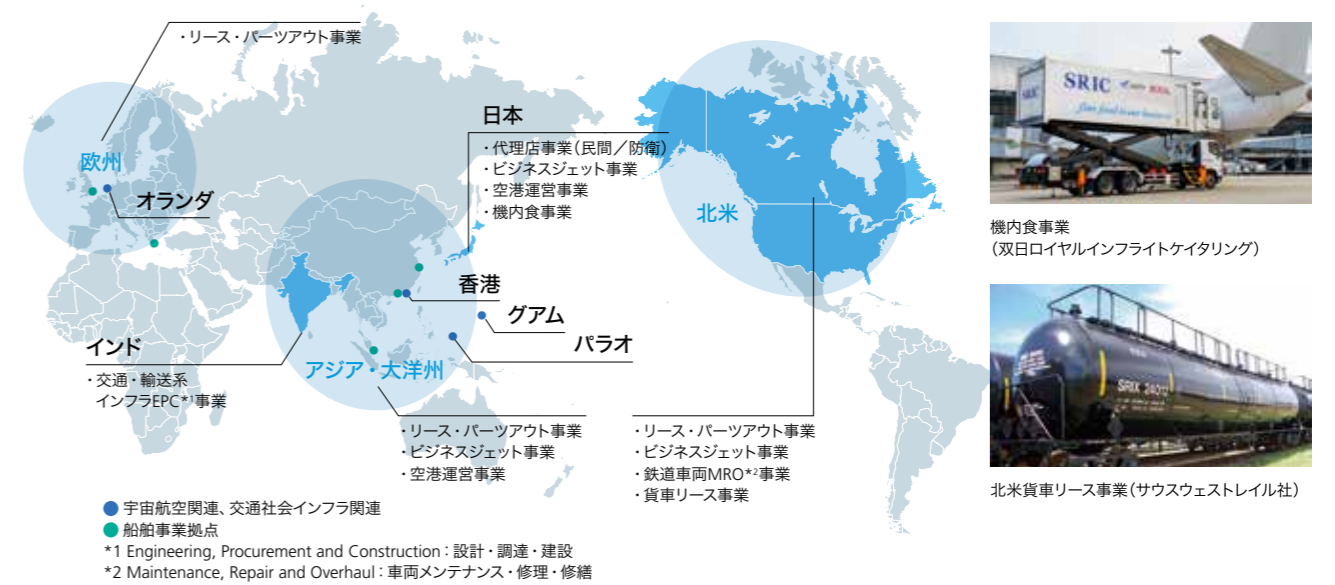 ・リース・パーツアウト事業
欧州
オランダ
日本
・代理店事業（民間／防衛）
・ビジネスジェット事業
・空港運営事業
・機内食事業
香港
グアム
パラオ
インド
・交通・輸送系
インフラEPC*1事業
アジア・大洋州
・リース・パーツアウト事業
・ビジネスジェット事業
・空港運営事業
北米
・リース・パーツアウト事業
・ビジネスジェット事業
・鉄道車両MRO*2事業
・貨車リース事業
SRIC
SRIC
機内食事業
（双日ロイヤルインフライトケイタリング）
北米貨車リース事業（サウスウェストレイル社）
宇宙航空関連、交通社会インフラ関連
船舶事業拠点
*1 Engineering, Procurement and Construction：設計・調達・建設
*2 Maintenance, Repair and Overhaul：車両メンテナンス・修理・修繕